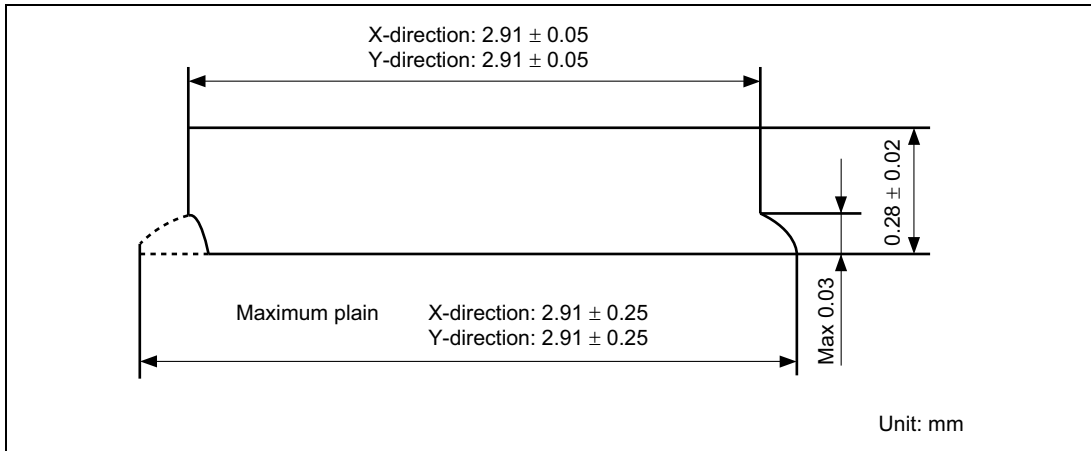 X-direction: 2.91 ± 0.05
Y-direction: 2.91 ± 0.05
0.28 ± 0.02
Max 0.03
Maximum plain X-direction: 2.91 ± 0.25
Y-direction: 2.91 ± 0.25
Unit: mm